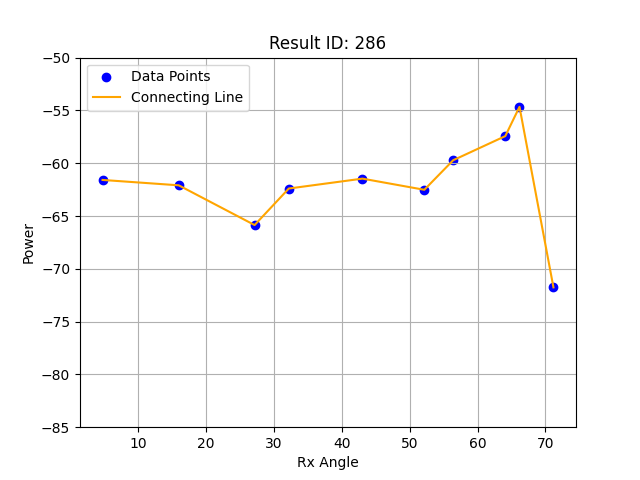 Result ID: 286
Data Points
Connecting Line
−50
−55
−60
−65
−70
−75
−80
−85
Power
10 20 30 40 50 60 70
Rx Angle